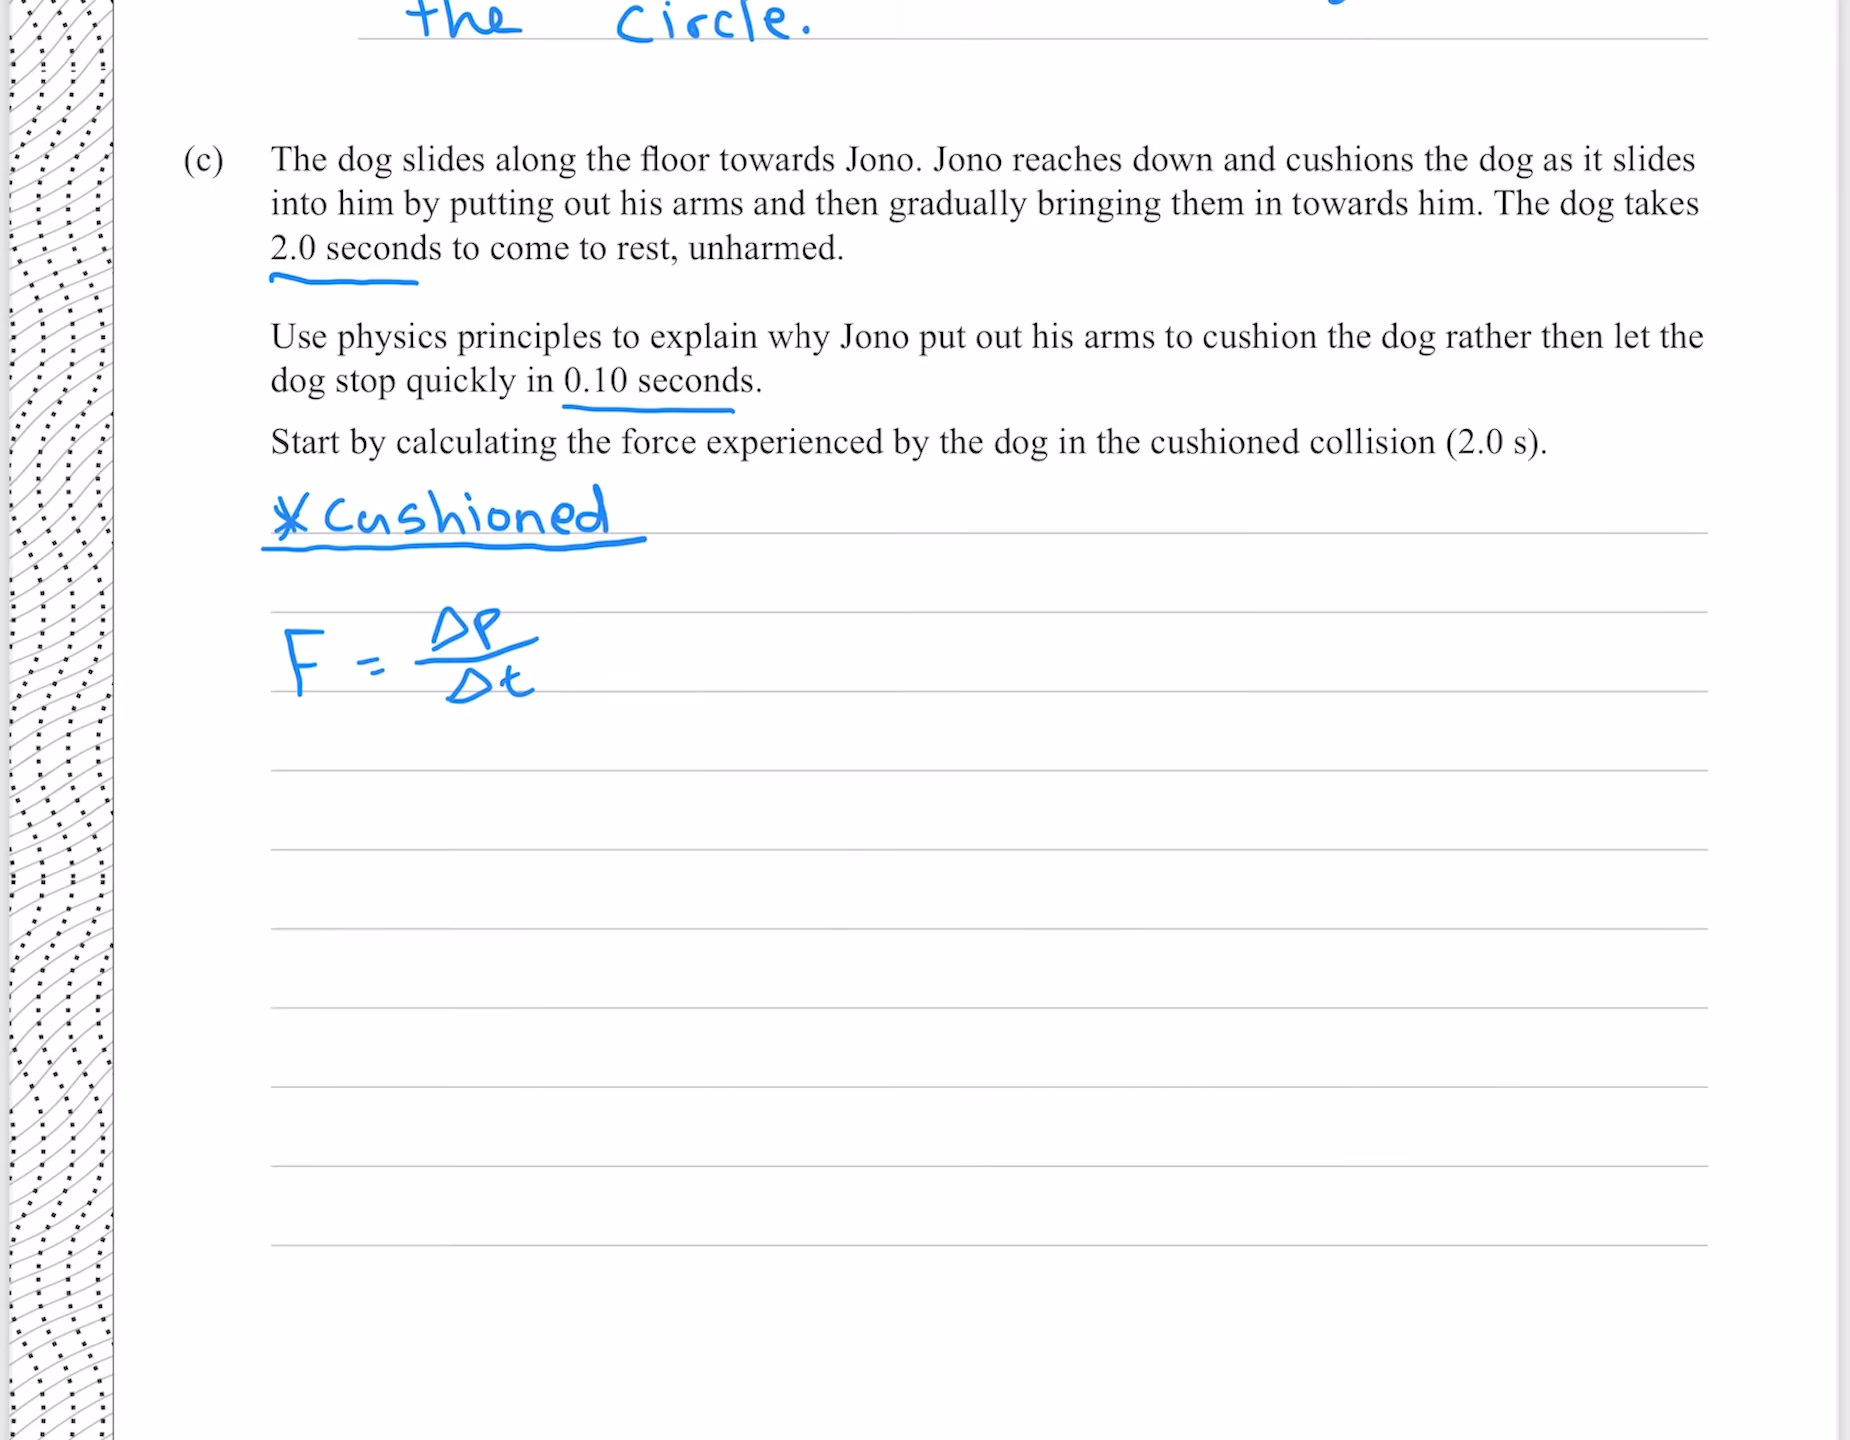 the circle.
(c) The dog slides along the floor towards Jono. Jono reaches down and cushions the dog as it slides
into him by putting out his arms and then gradually bringing them in towards him. The dog takes
2.0 seconds to come to rest, unharmed.
Use physics principles to explain why Jono put out his arms to cushion the dog rather then let the
dog stop quickly in 0.10 seconds.
Start by calculating the force experienced by the dog in the cushioned collision (2.0 s).
*Cushioned
F = ΔP/Δt